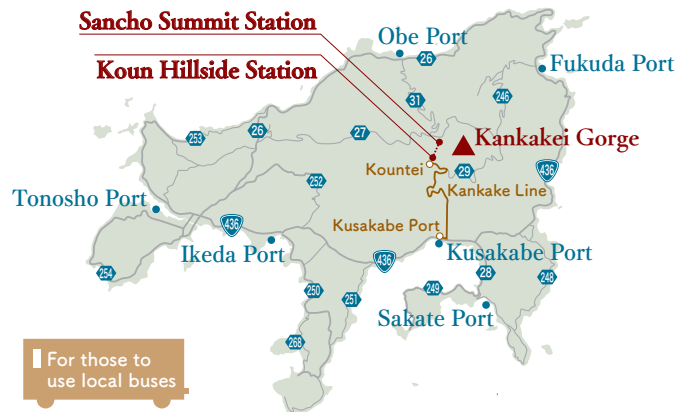 Sancho Summit Station
Koun Hillside Station
Obe Port
26
Fukuda Port
31
246
253
26
27
Kankakei Gorge
Kountei
29
436
252
Kankake Line
Tonosho Port
436
Kusakabe Port
Ikeda Port
436
Kusakabe Port
254
250
251
249
28
248
Sakate Port
268
For those to
use local buses